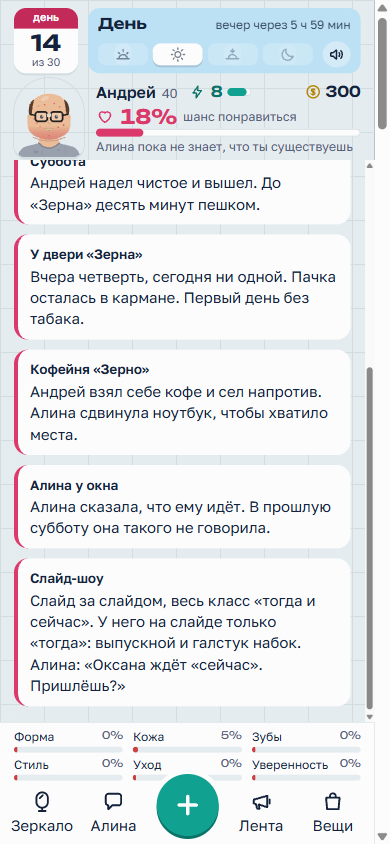 день
14
из 30
День
вечер через 5 ч 59 мин
Андрей 40
8
300
18% шанс понравиться
Алина пока не знает, что ты существуешь
Суббота
Андрей надел чистое и вышел. До
«Зерна» десять минут пешком.
У двери «Зерна»
Вчера четверть, сегодня ни одной. Пачка
осталась в кармане. Первый день без
табака.
Кофейня «Зерно»
Андрей взял себе кофе и сел напротив.
Алина сдвинула ноутбук, чтобы хватило
места.
Алина у окна
Алина сказала, что ему идёт. В прошлую
субботу она такого не говорила.
Слайд-шоу
Слайд за слайдом, весь класс «тогда и
сейчас». У него на слайде только
«тогда»: выпускной и галстук набок.
Алина: «Оксана ждёт «сейчас».
Пришлёшь?»
Форма 0%
Кожа 5%
Зубы 0%
Стиль 0%
Уход 0%
Уверенность 0%
Зеркало
Алина
Лента
Вещи